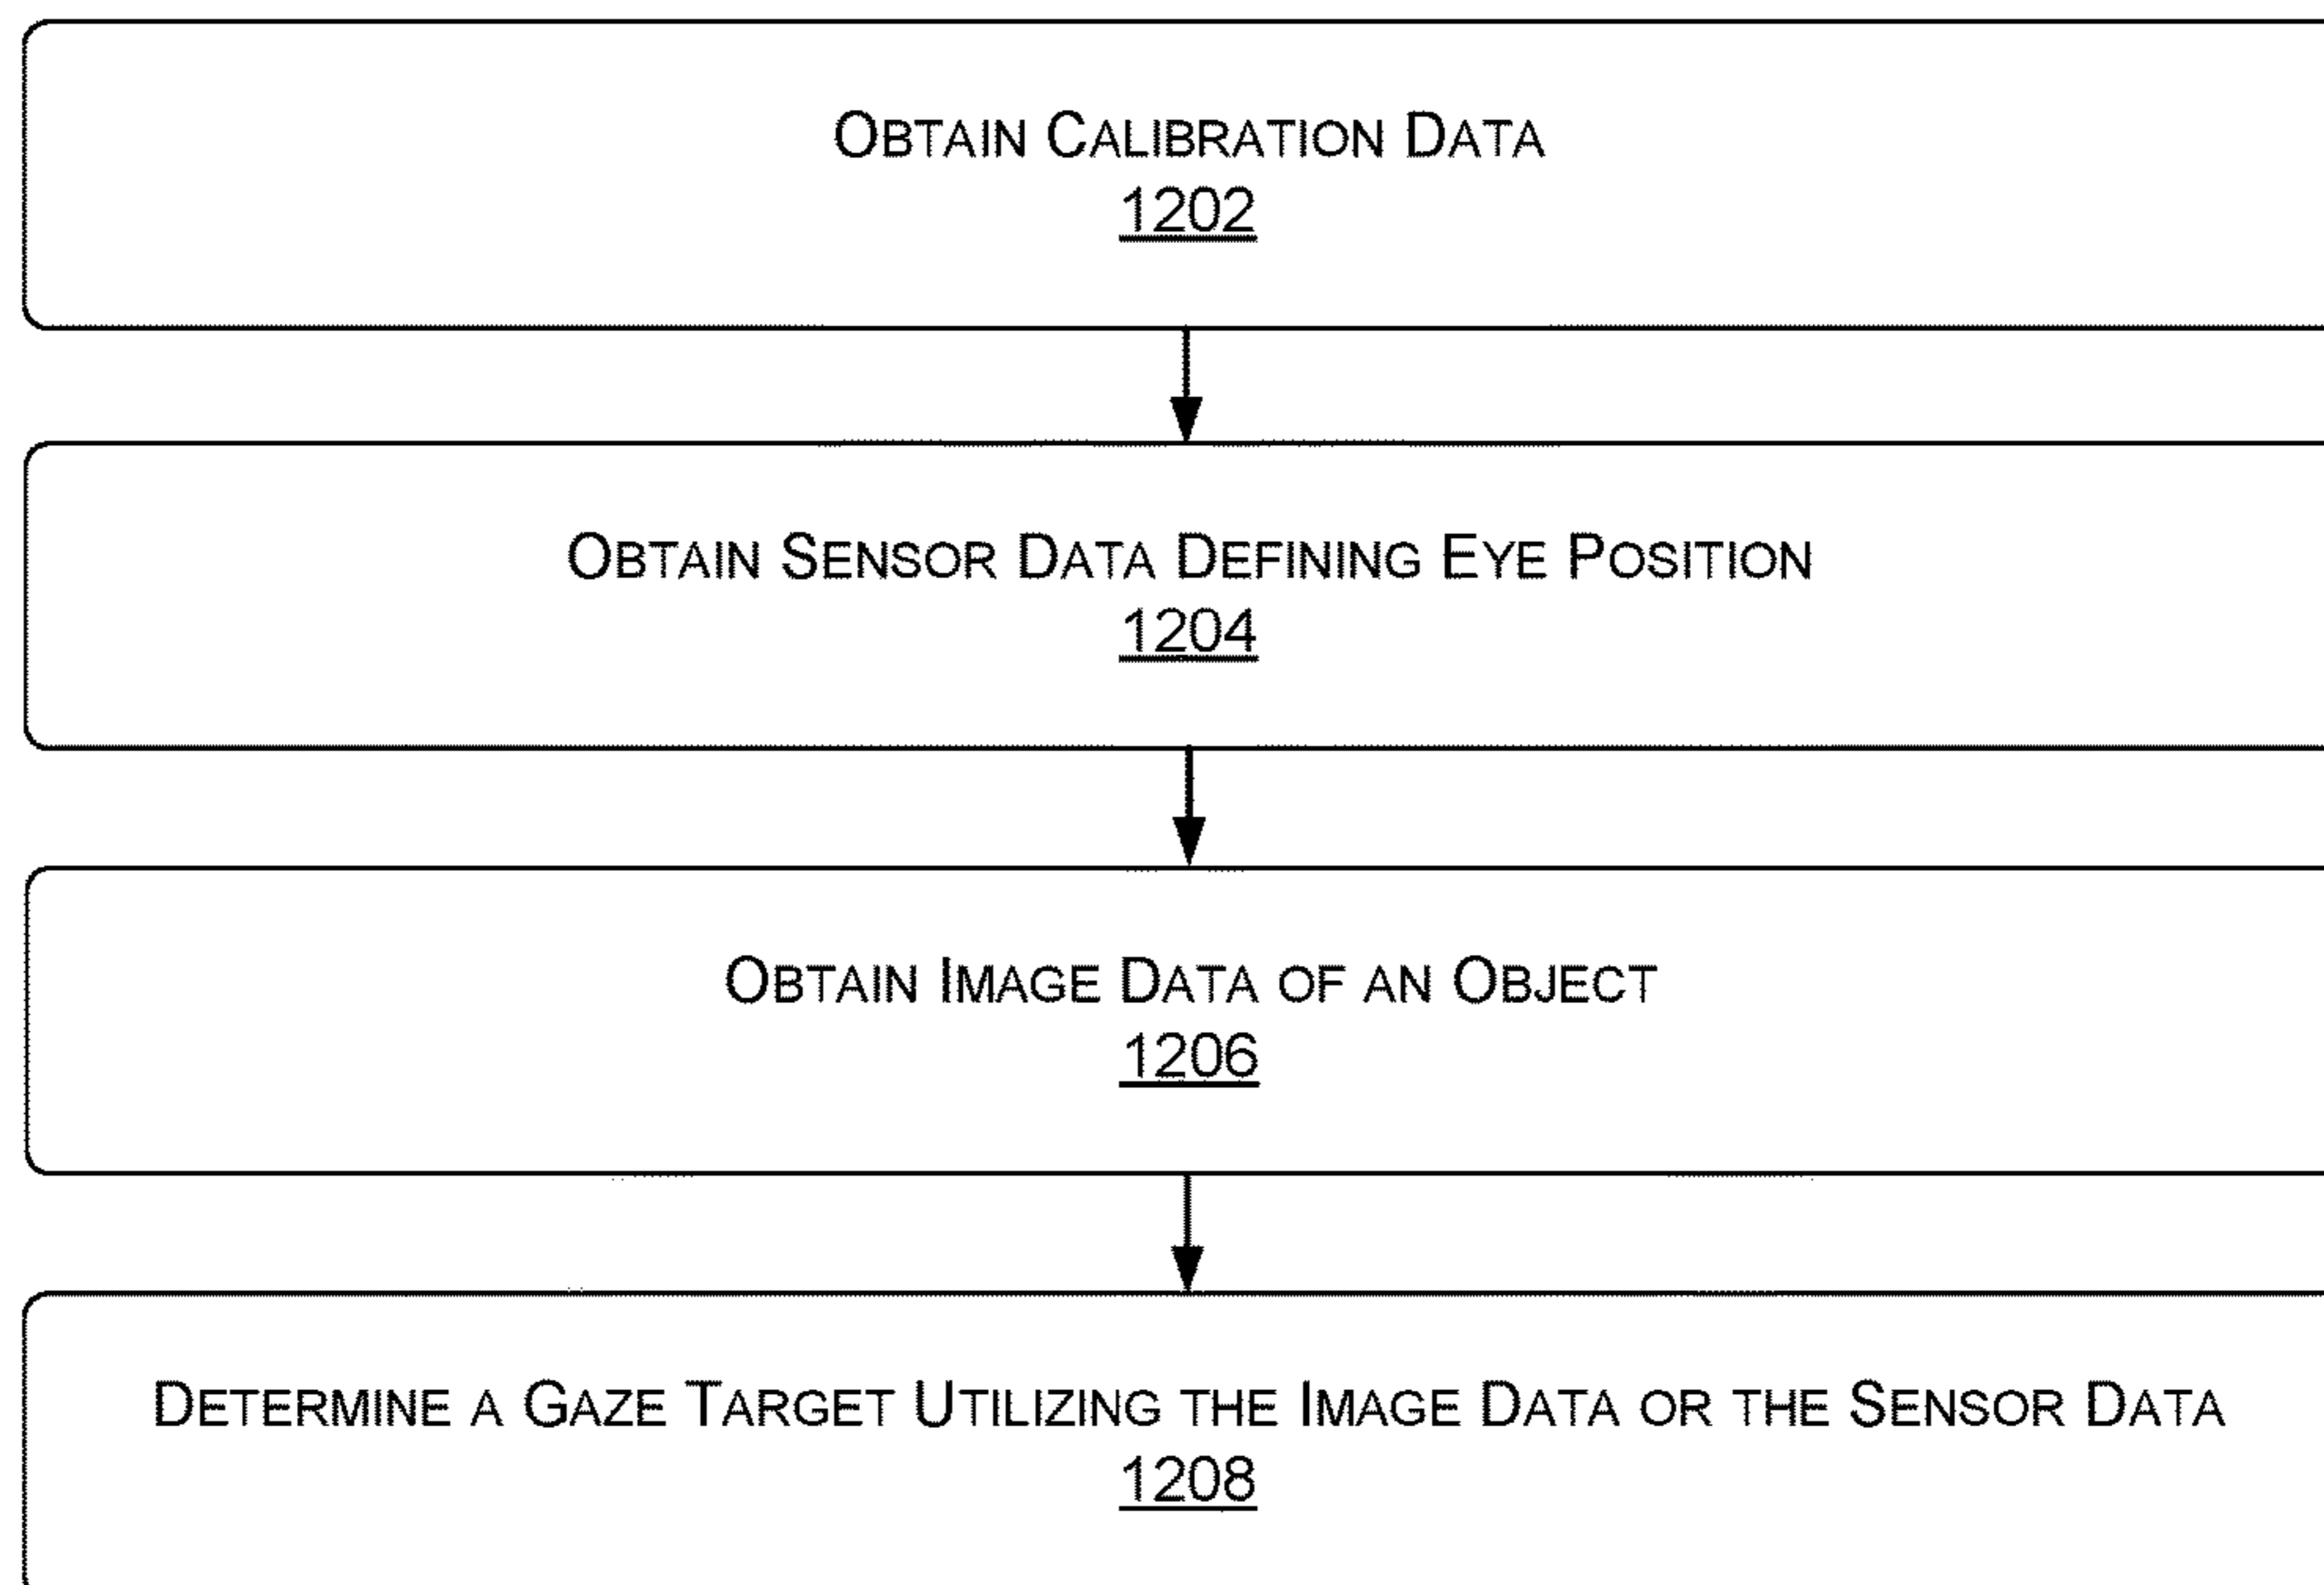 OBTAIN CALIBRATION DATA
1202
OBTAIN SENSOR DATA DEFINING EYE POSITION
1204
OBTAIN IMAGE DATA OF AN OBJECT
1206
DETERMINE A GAZE TARGET UTILIZING THE IMAGE DATA OR THE SENSOR DATA
1208